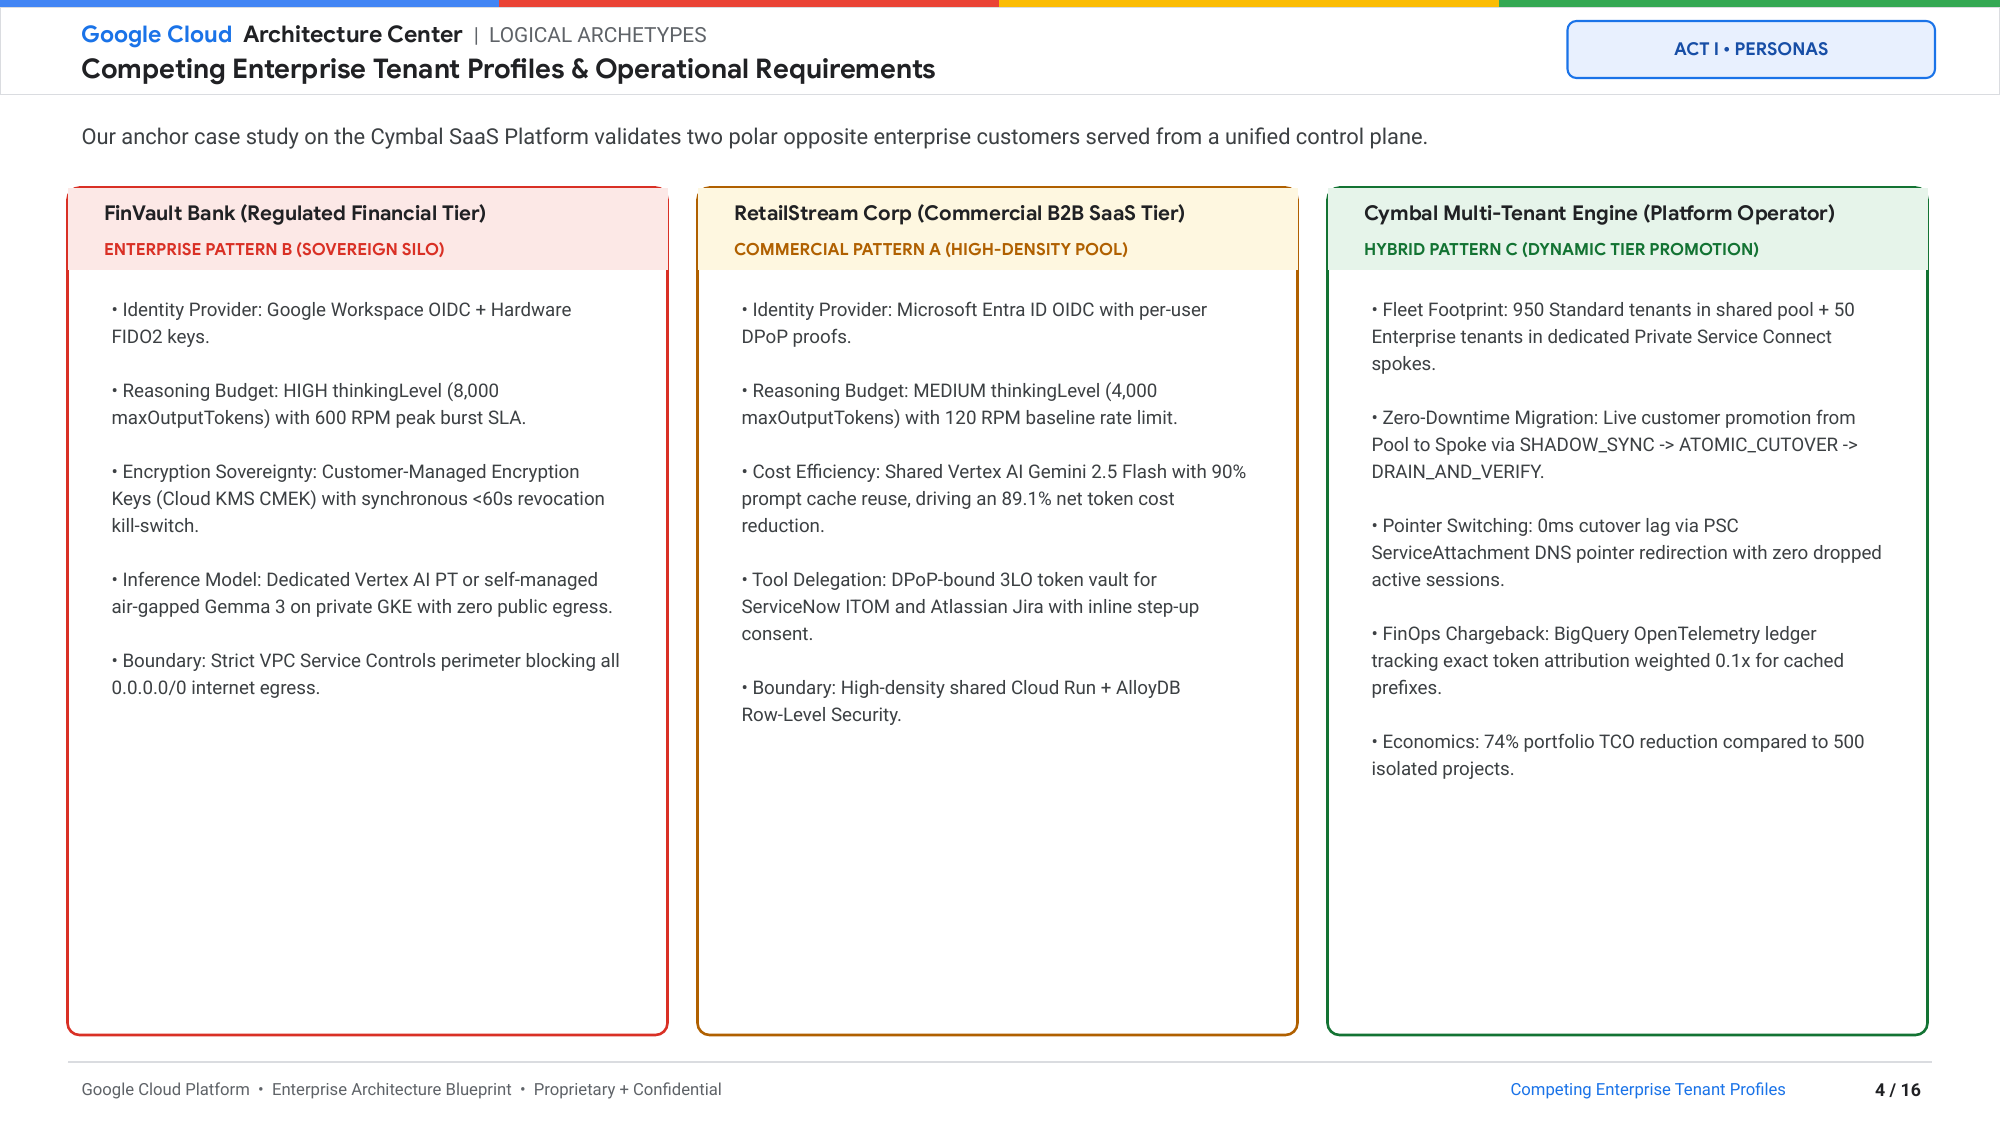 Google Cloud Architecture Center | LOGICAL ARCHETYPES
Competing Enterprise Tenant Profiles & Operational Requirements
ACT I • PERSONAS
Our anchor case study on the Cymbal SaaS Platform validates two polar opposite enterprise customers served from a unified control plane.
FinVault Bank (Regulated Financial Tier)
ENTERPRISE PATTERN B (SOVEREIGN SILO)
• Identity Provider: Google Workspace OIDC + Hardware
FIDO2 keys.
• Reasoning Budget: HIGH thinkingLevel (8,000
maxOutputTokens) with 600 RPM peak burst SLA.
• Encryption Sovereignty: Customer-Managed Encryption
Keys (Cloud KMS CMEK) with synchronous <60s revocation
kill-switch.
• Inference Model: Dedicated Vertex AI PT or self-managed
air-gapped Gemma 3 on private GKE with zero public egress.
• Boundary: Strict VPC Service Controls perimeter blocking all
0.0.0.0/0 internet egress.
RetailStream Corp (Commercial B2B SaaS Tier)
COMMERCIAL PATTERN A (HIGH-DENSITY POOL)
• Identity Provider: Microsoft Entra ID OIDC with per-user
DPoP proofs.
• Reasoning Budget: MEDIUM thinkingLevel (4,000
maxOutputTokens) with 120 RPM baseline rate limit.
• Cost Efficiency: Shared Vertex AI Gemini 2.5 Flash with 90%
prompt cache reuse, driving an 89.1% net token cost
reduction.
• Tool Delegation: DPoP-bound 3LO token vault for
ServiceNow ITOM and Atlassian Jira with inline step-up
consent.
• Boundary: High-density shared Cloud Run + AlloyDB
Row-Level Security.
Cymbal Multi-Tenant Engine (Platform Operator)
HYBRID PATTERN C (DYNAMIC TIER PROMOTION)
• Fleet Footprint: 950 Standard tenants in shared pool + 50
Enterprise tenants in dedicated Private Service Connect
spokes.
• Zero-Downtime Migration: Live customer promotion from
Pool to Spoke via SHADOW_SYNC -> ATOMIC_CUTOVER ->
DRAIN_AND_VERIFY.
• Pointer Switching: 0ms cutover lag via PSC
ServiceAttachment DNS pointer redirection with zero dropped
active sessions.
• FinOps Chargeback: BigQuery OpenTelemetry ledger
tracking exact token attribution weighted 0.1x for cached
prefixes.
• Economics: 74% portfolio TCO reduction compared to 500
isolated projects.
Google Cloud Platform • Enterprise Architecture Blueprint • Proprietary + Confidential
Competing Enterprise Tenant Profiles
4 / 16